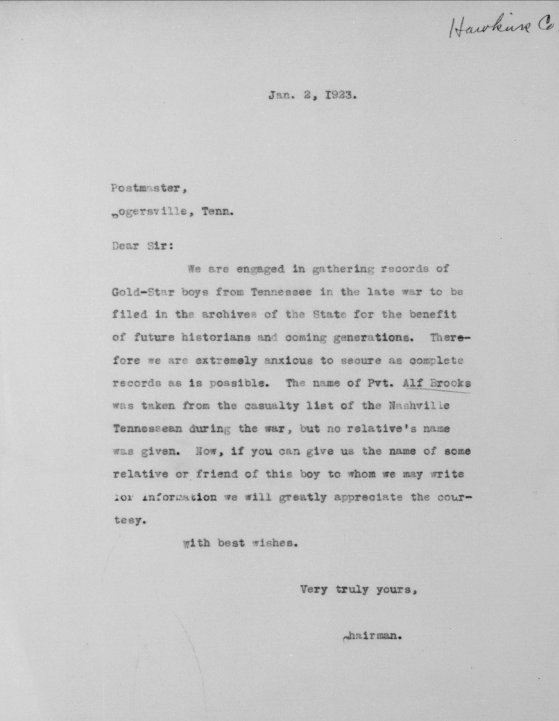 Hawkins Co
Jan. 2, 1923.
Postmaster,
ogersville, Tenn.
Dear Sir:
We are engaged in gathering records of
Gold-Star boys from Tennessee in the late war to be
filed in the archives of the State for the benefit
of future historians and coming generations. There-
fore we are extremely anxious to secure as complete
records as is possible. The name of Pvt. Alf Brooks
was taken from the casualty list of the Nashville
Tennessean during the war, but no relative's name
was given. Now, if you can give us the name of some
relative or friend of this boy to whom we may write
for information we will greatly appreciate the cour-
tesy.
with best wishes.
Very truly yours,
hairman.